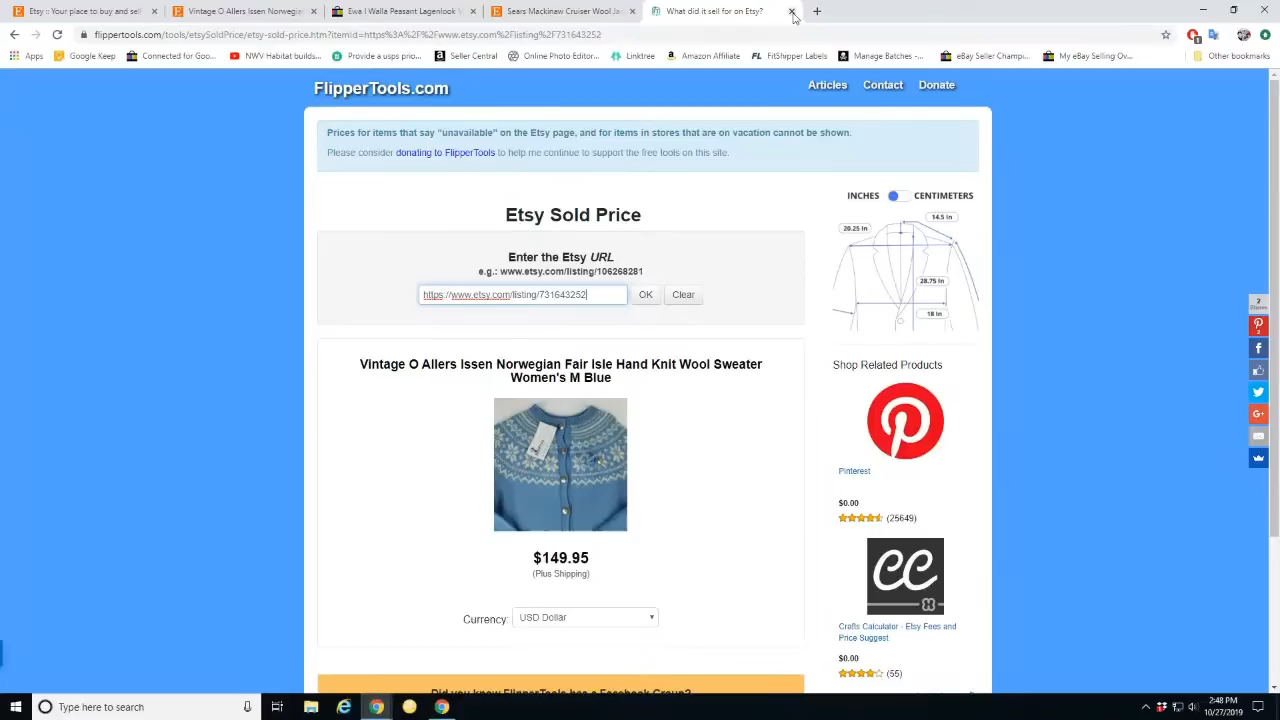 Etsy :: Your place to buy and sell
Vintage O Allers Issen Norwegian
Ewa I Walla Peasant Lagenlook V
Sears Mackinaw Cruiser Wool Jac
What did it sell for on Etsy?
flippertools.com/tools/etsySoldPrice/etsy-sold-price.htm?itemid=https%3A%2F%2Fwww.etsy.com%2Flisting%2F731643252
Apps
Google Keep
Connected for Goo...
NWV Habitat builds...
Provide a usps prio...
Seller Central
Online Photo Editor...
Linktree
Amazon Affiliate
FL FitShipper Labels
Manage Batches -...
eBay Seller Champi...
My eBay Selling Ov...
Other bookmarks
FlipperTools.com
Articles Contact Donate
Prices for items that say "unavailable" on the Etsy page, and for items in stores that are on vacation cannot be shown.
Please consider donating to FlipperTools to help me continue to support the free tools on this site.
Etsy Sold Price
Enter the Etsy URL
e.g.: www.etsy.com/listing/106268281
https://www.etsy.com/listing/731643252
OK
Clear
Vintage O Allers Issen Norwegian Fair Isle Hand Knit Wool Sweater
Women's M Blue
$149.95
(Plus Shipping)
Currency: USD Dollar
Did you know FlipperTools has a Facebook Group?
INCHES CENTIMETERS
14.5 in
20.25 in
28.75 in
18 in
Shop Related Products
Pinterest
$0.00
(25649)
CC
Crafts Calculator - Etsy Fees and
Price Suggest
$0.00
(55)
2
Shares
2
Type here to search
2:48 PM
10/27/2019